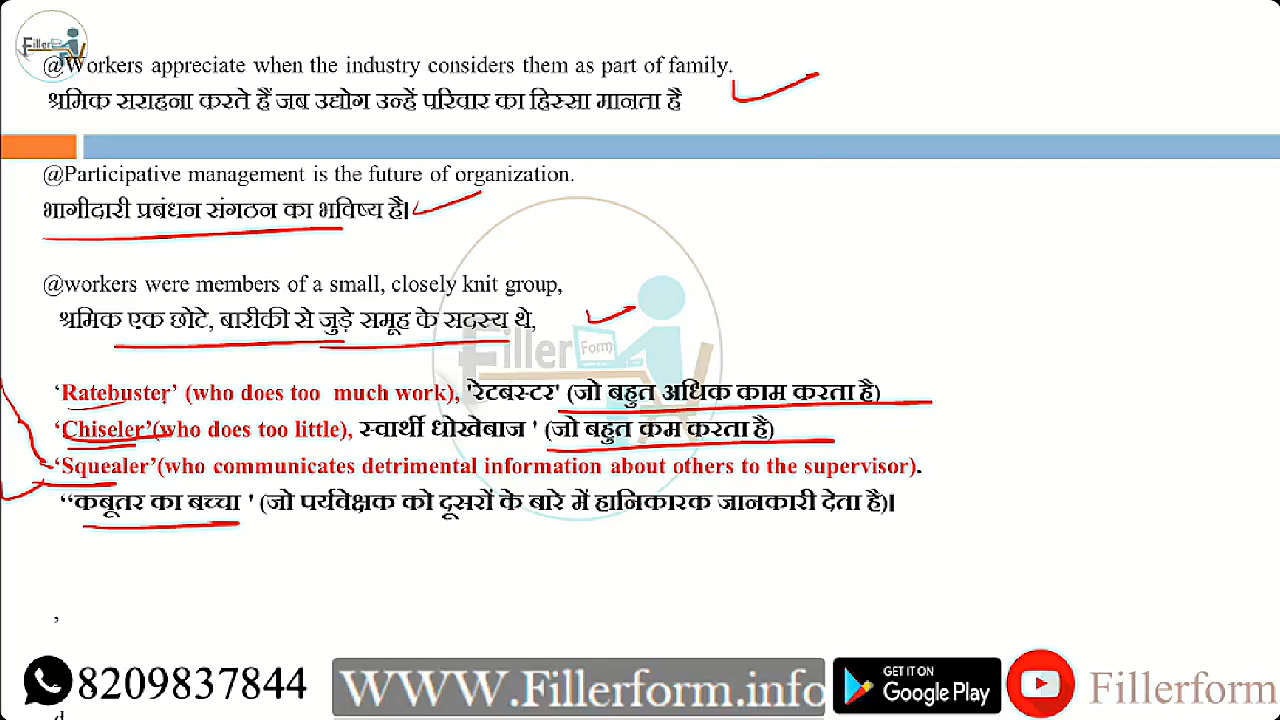 Filler
@Workers appreciate when the industry considers them as part of family.
श्रमिक सराहना करते हैं जब उद्योग उन्हें परिवार का हिस्सा मानता है
@Participative management is the future of organization.
भागीदारी प्रबंधन संगठन का भविष्य है।
@workers were members of a small, closely knit group,
श्रमिक एक छोटे, बारीकी से जुड़े समूह के सदस्य थे,
Filler Form
‘Ratebuster’ (who does too much work), 'रेटबस्टर' (जो बहुत अधिक काम करता है)
‘Chiseler’(who does too little), स्वार्थी धोखेबाज ' (जो बहुत कम करता है)
‘Squealer’(who communicates detrimental information about others to the supervisor).
“कबूतर का बच्चा ' (जो पर्यवेक्षक को दूसरों के बारे में हानिकारक जानकारी देता है)।
,
8209837844 WWW.Fillerform.info GET IT ON Google Play Fillerform